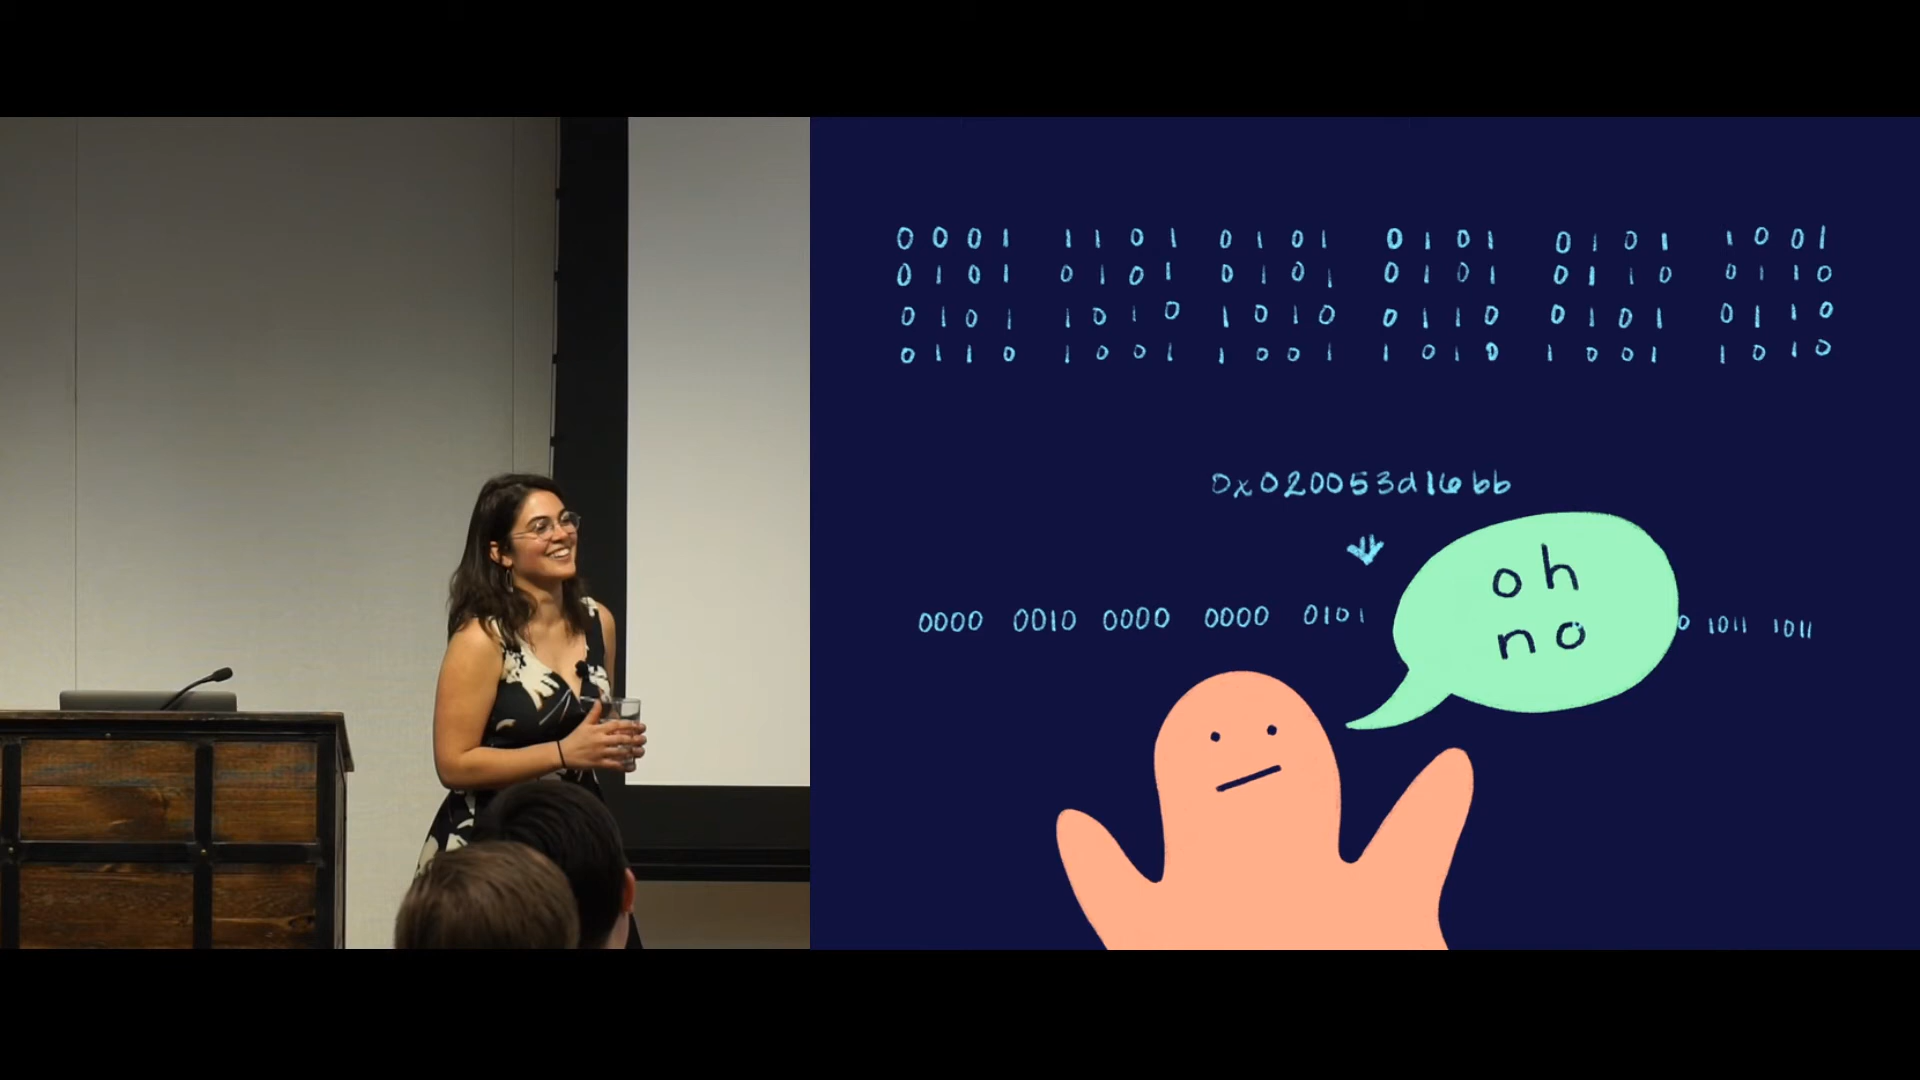 0001 1101 0101 0101 0101 1001
0101 0101 0101 0101 0110 0110
0101 1010 1010 0110 0101 0110
0110 1001 1001 1010 1001 1010
0x020053d16bb
oh
no
0000 0010 0000 0000 0101 0 1011 1011